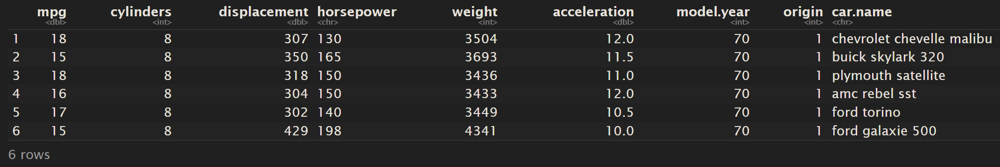 mpg cylinders displacement horsepower weight acceleration model.year origin car.name
<dbl> <int> <dbl> <chr> <int> <dbl> <int> <int> <chr>
1 18 8 307 130 3504 12.0 70 1 chevrolet chevelle malibu
2 15 8 350 165 3693 11.5 70 1 buick skylark 320
3 18 8 318 150 3436 11.0 70 1 plymouth satellite
4 16 8 304 150 3433 12.0 70 1 amc rebel sst
5 17 8 302 140 3449 10.5 70 1 ford torino
6 15 8 429 198 4341 10.0 70 1 ford galaxie 500
6 rows